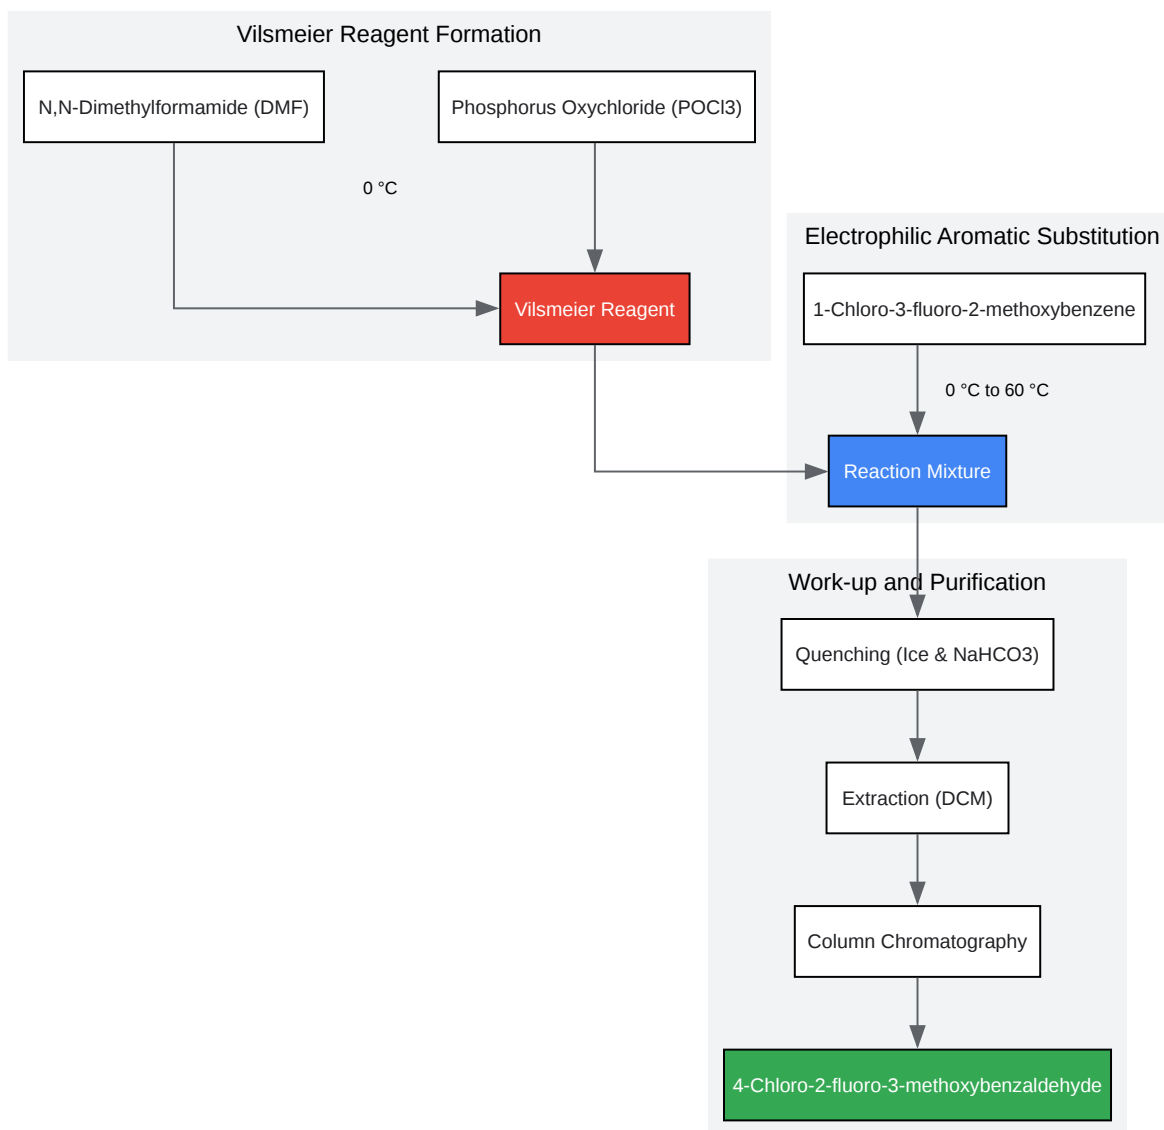 Vilsmeier Reagent Formation
N,N-Dimethylformamide (DMF)
Phosphorus Oxychloride (POCl3)
0 °C
Vilsmeier Reagent
Electrophilic Aromatic Substitution
1-Chloro-3-fluoro-2-methoxybenzene
0 °C to 60 °C
Reaction Mixture
Work-up and Purification
Quenching (Ice & NaHCO3)
Extraction (DCM)
Column Chromatography
4-Chloro-2-fluoro-3-methoxybenzaldehyde